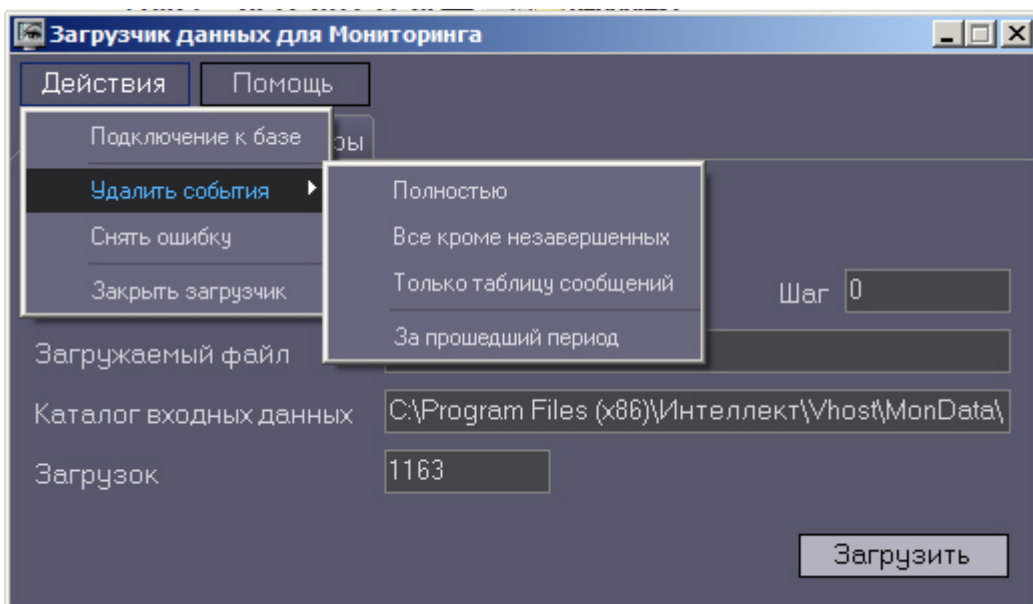 Загрузчик данных для Мониторинга
Действия Помощь
Подключение к базе
Удалить события
Снять ошибку
Закрыть загрузчик
Полностью
Все кроме незавершенных
Только таблицу сообщений
За прошедший период
Шаг 0
Загружаемый файл
Каталог входных данных C:\Program Files (x86)\Интеллект\Vhost\MonData\
Загрузок 1163
Загрузить